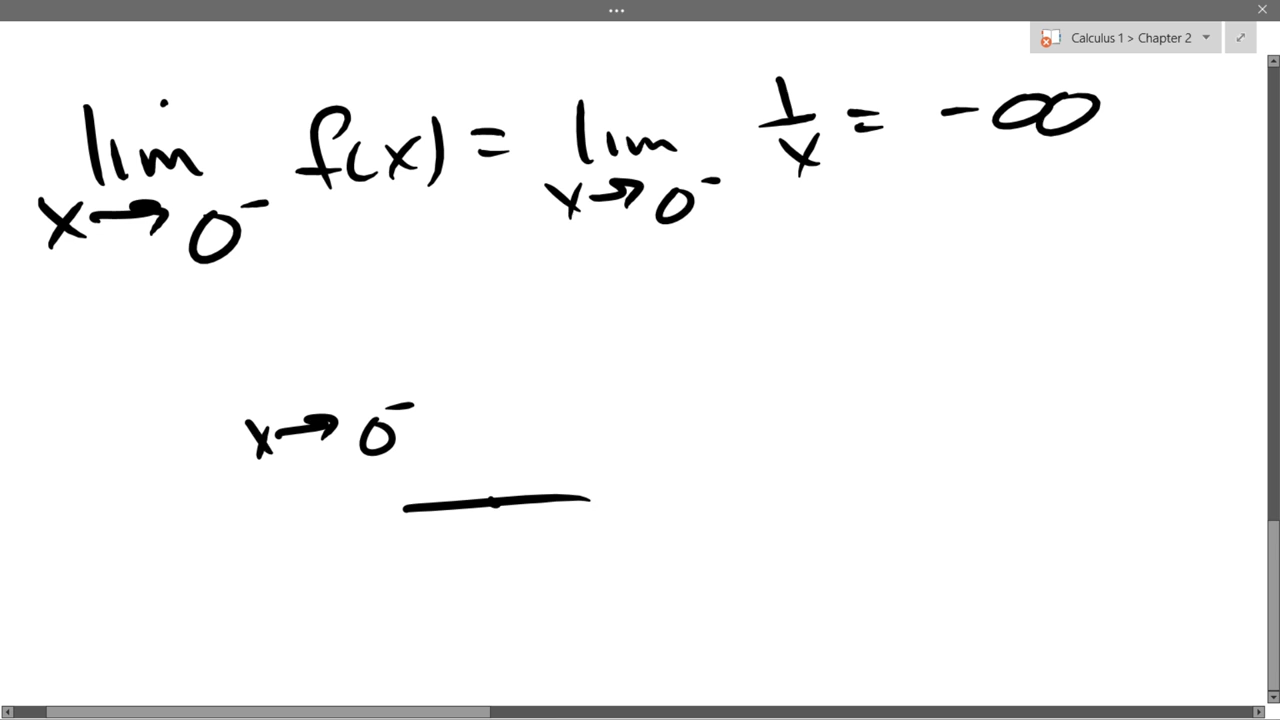 Calculus 1 > Chapter 2
lim f(x) = lim 1/x = -∞
x→0⁻ x→0⁻
x→0⁻